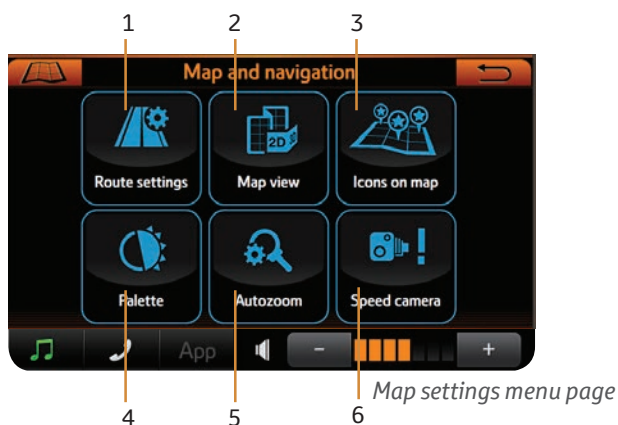 1 2 3
Map and navigation
Route settings Map view Icons on map
2D
Palette Autozoom Speed camera
App - +
Map settings menu page
4 5 6